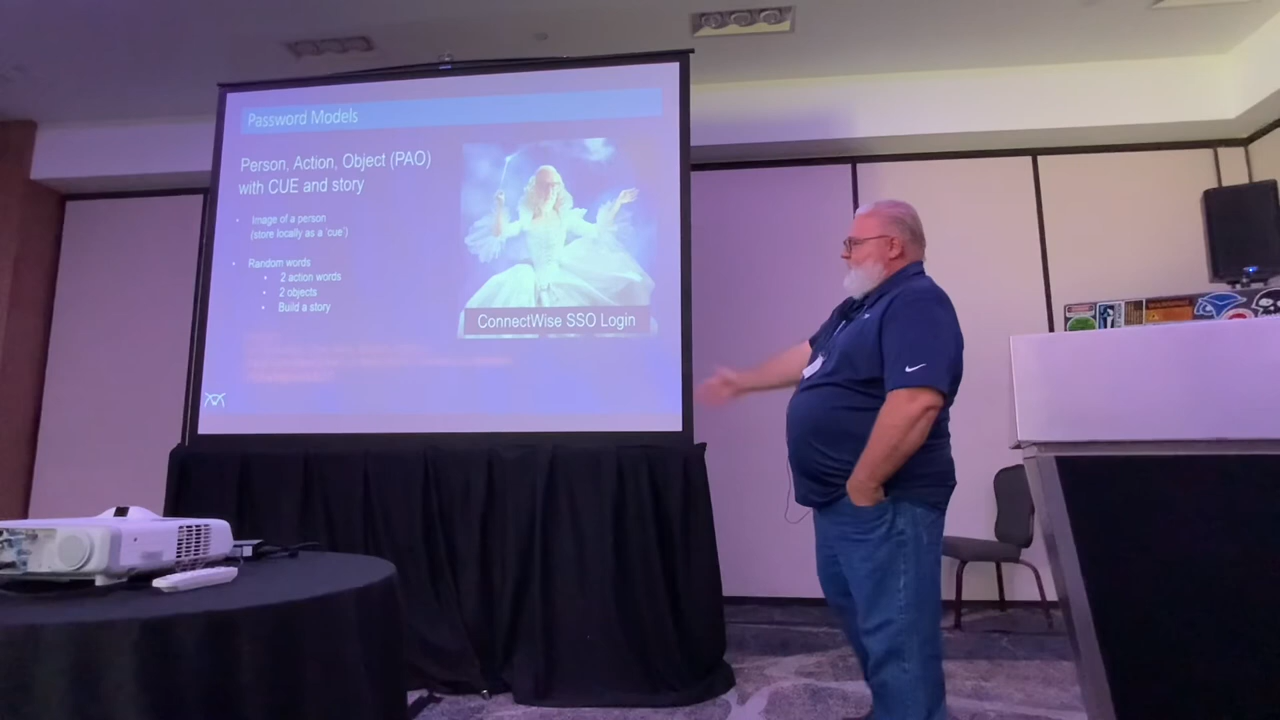 Password Models
Person, Action, Object (PAO)
with CUE and story
• Image of a person
(store locally as a 'cue')
• Random words
• 2 action words
• 2 objects
• Build a story
ConnectWise SSO Login